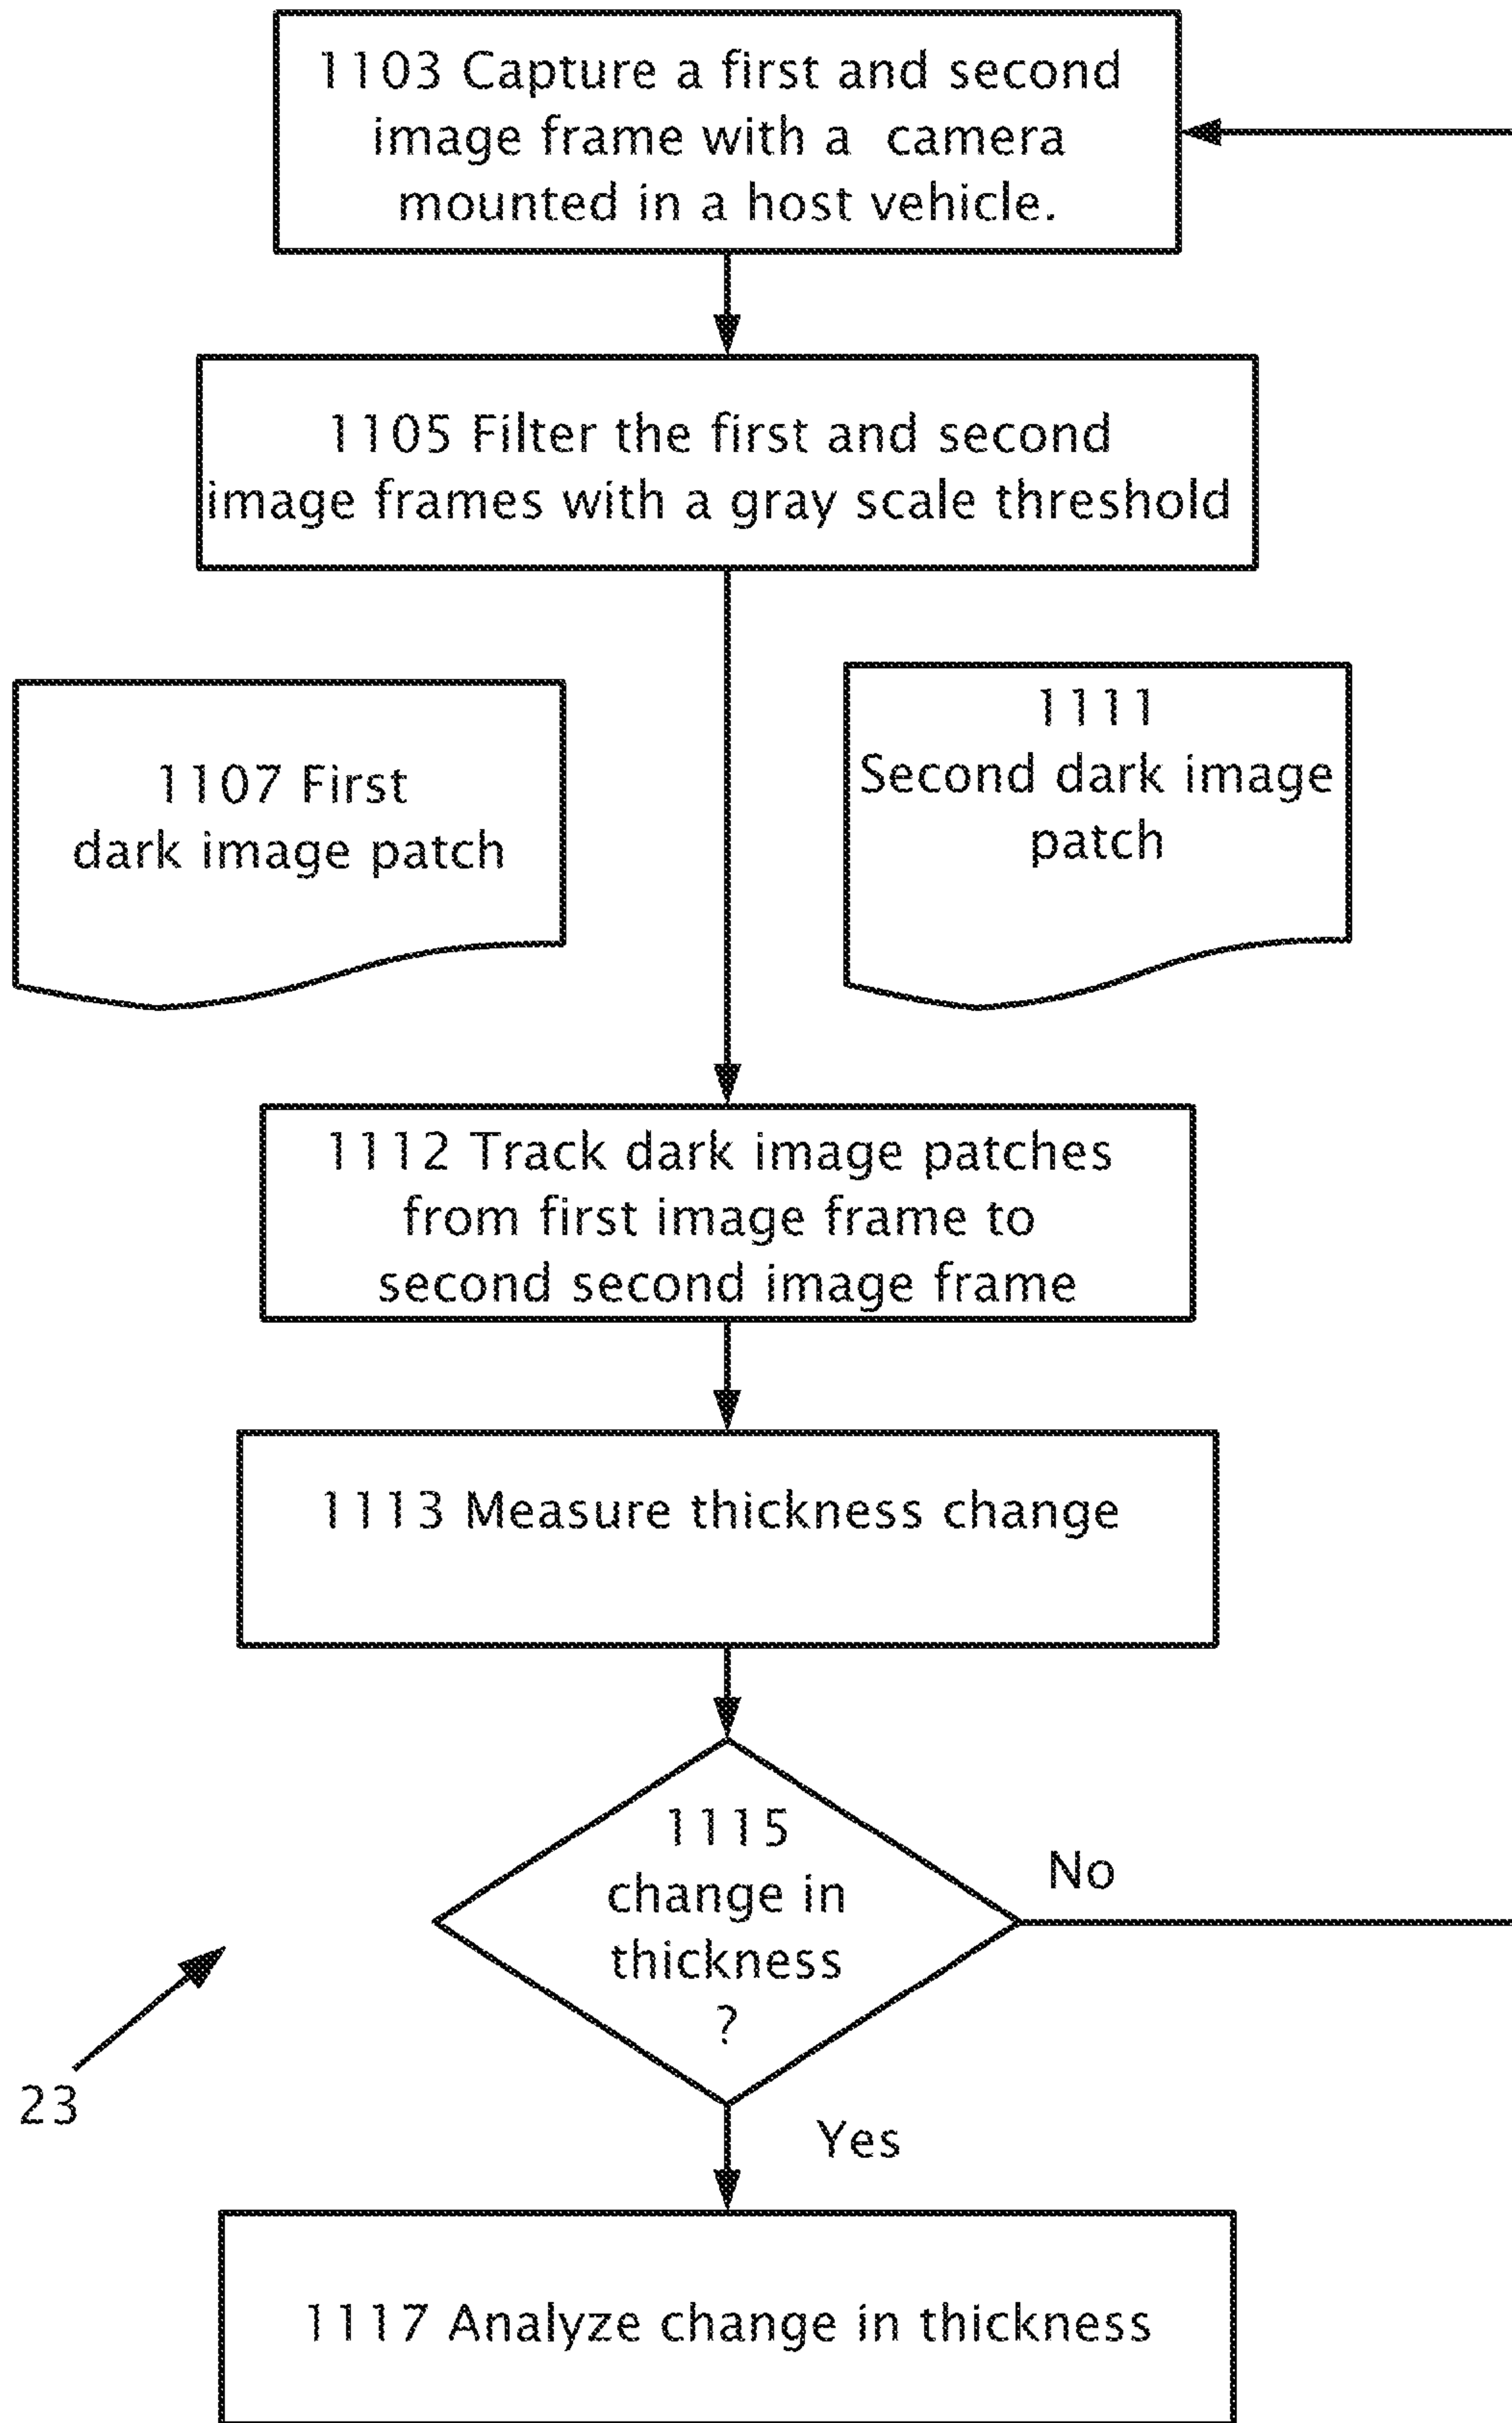 1103 Capture a first and second
image frame with a camera
mounted in a host vehicle.
1105 Filter the first and second
image frames with a gray scale threshold
1107 First
dark image patch
1111
Second dark image
patch
1112 Track dark image patches
from first image frame to
second second image frame
1113 Measure thickness change
1115
change in
thickness
?
No
23
Yes
1117 Analyze change in thickness